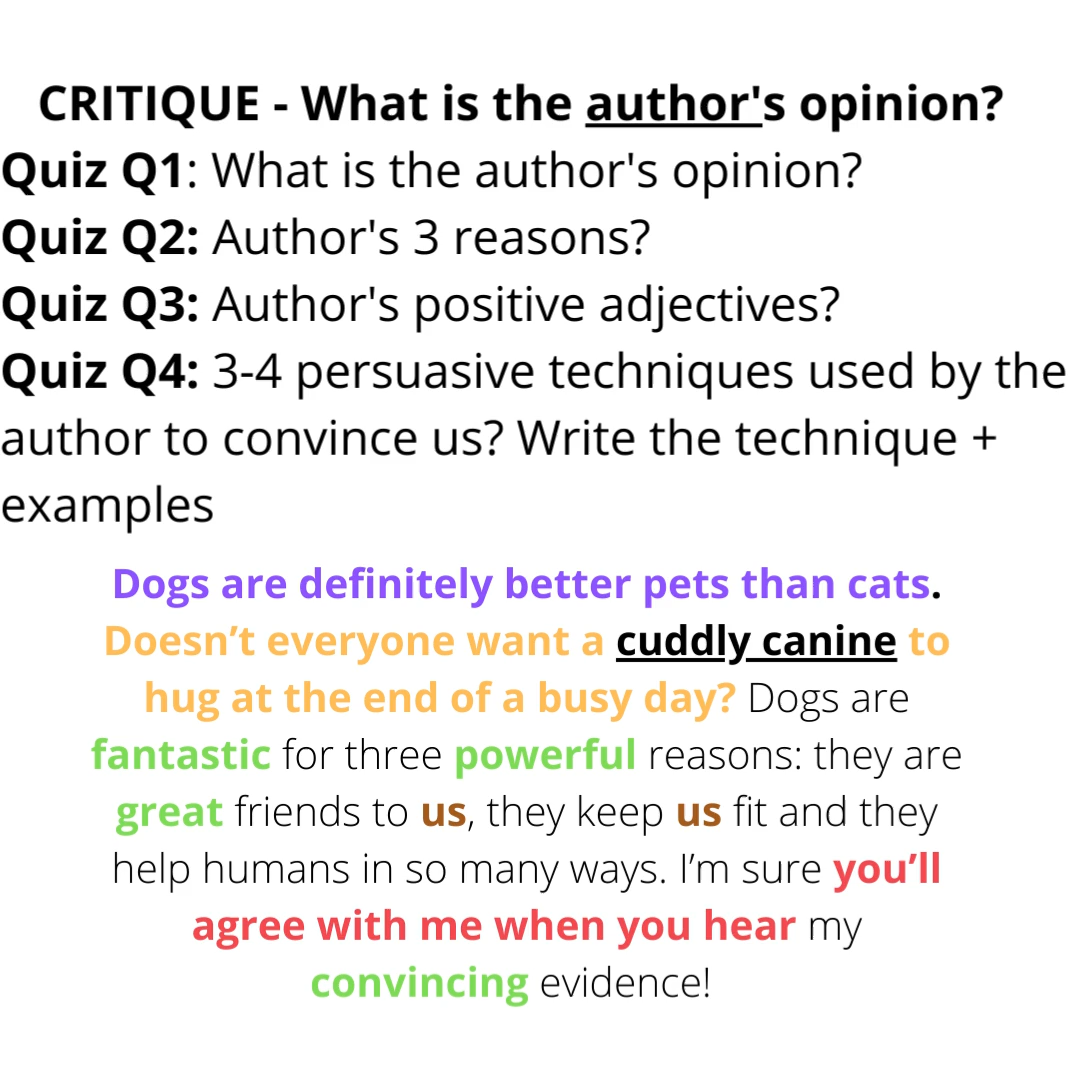 CRITIQUE - What is the author's opinion?
Quiz Q1: What is the author's opinion?
Quiz Q2: Author's 3 reasons?
Quiz Q3: Author's positive adjectives?
Quiz Q4: 3-4 persuasive techniques used by the
author to convince us? Write the technique +
examples
Dogs are definitely better pets than cats.
Doesn’t everyone want a cuddly canine to
hug at the end of a busy day? Dogs are
fantastic for three powerful reasons: they are
great friends to us, they keep us fit and they
help humans in so many ways. I’m sure you’ll
agree with me when you hear my
convincing evidence!